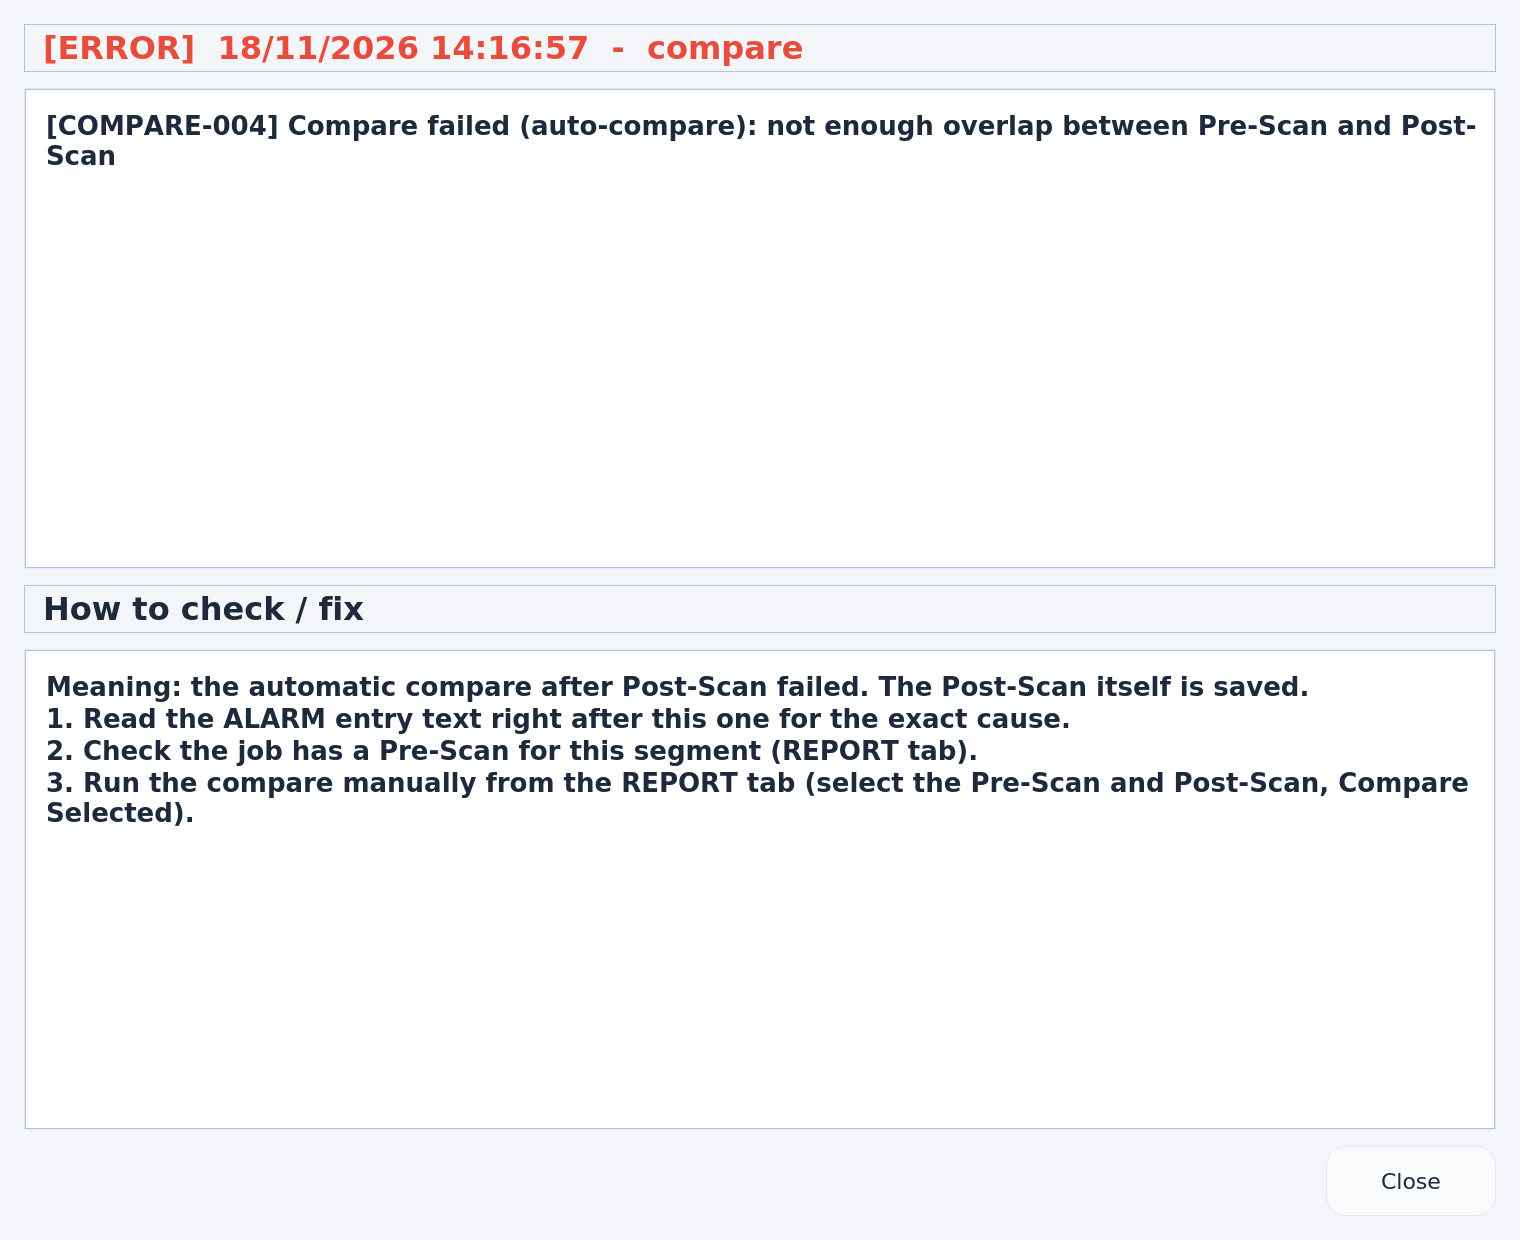 [ERROR]  18/11/2026 14:16:57  -  compare
[COMPARE-004] Compare failed (auto-compare): not enough overlap between Pre-Scan and Post-
Scan
How to check / fix
Meaning: the automatic compare after Post-Scan failed. The Post-Scan itself is saved.
1. Read the ALARM entry text right after this one for the exact cause.
2. Check the job has a Pre-Scan for this segment (REPORT tab).
3. Run the compare manually from the REPORT tab (select the Pre-Scan and Post-Scan, Compare
Selected).
Close